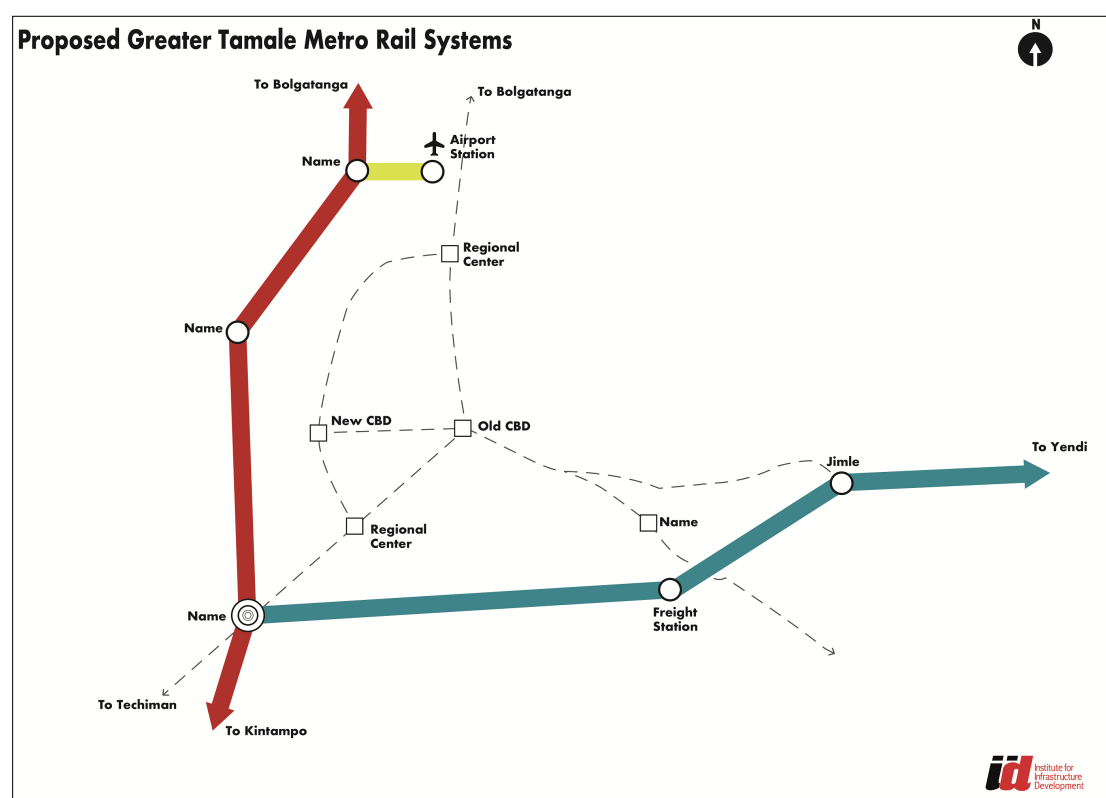 Proposed Greater Tamale Metro Rail Systems
N
To Bolgatanga
To Bolgatanga
Airport
Station
Name
Regional
Center
Name
New CBD
Old CBD
To Yendi
Jimle
Name
Regional
Center
Name
Freight
Station
To Techiman
To Kintampo
iid
Institute for
Infrastructure
Development